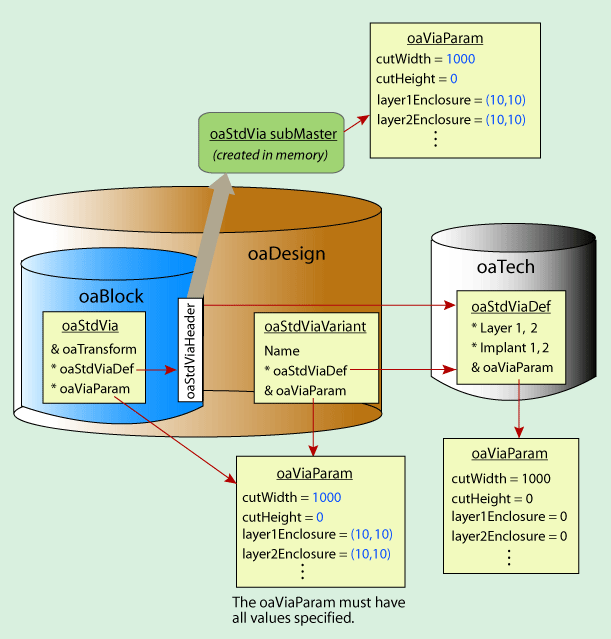 oaViaParam
cutWidth = 1000
cutHeight = 0
layer1Enclosure = (10,10)
layer2Enclosure = (10,10)
⋮
oaStdVia subMaster
(created in memory)
oaDesign
oaBlock
oaStdVia
& oaTransform
* oaStdViaDef
* oaViaParam
oaStdViaHeader
oaStdViaVariant
Name
* oaStdViaDef
& oaViaParam
oaTech
oaStdViaDef
* Layer 1, 2
* Implant 1, 2
& oaViaParam
oaViaParam
cutWidth = 1000
cutHeight = 0
layer1Enclosure = (10, 10)
layer2Enclosure = (10,10)
⋮
The oaViaParam must have
all values specified.
oaViaParam
cutWidth = 1000
cutHeight = 0
layer1Enclosure = 0
layer2Enclosure = 0
⋮